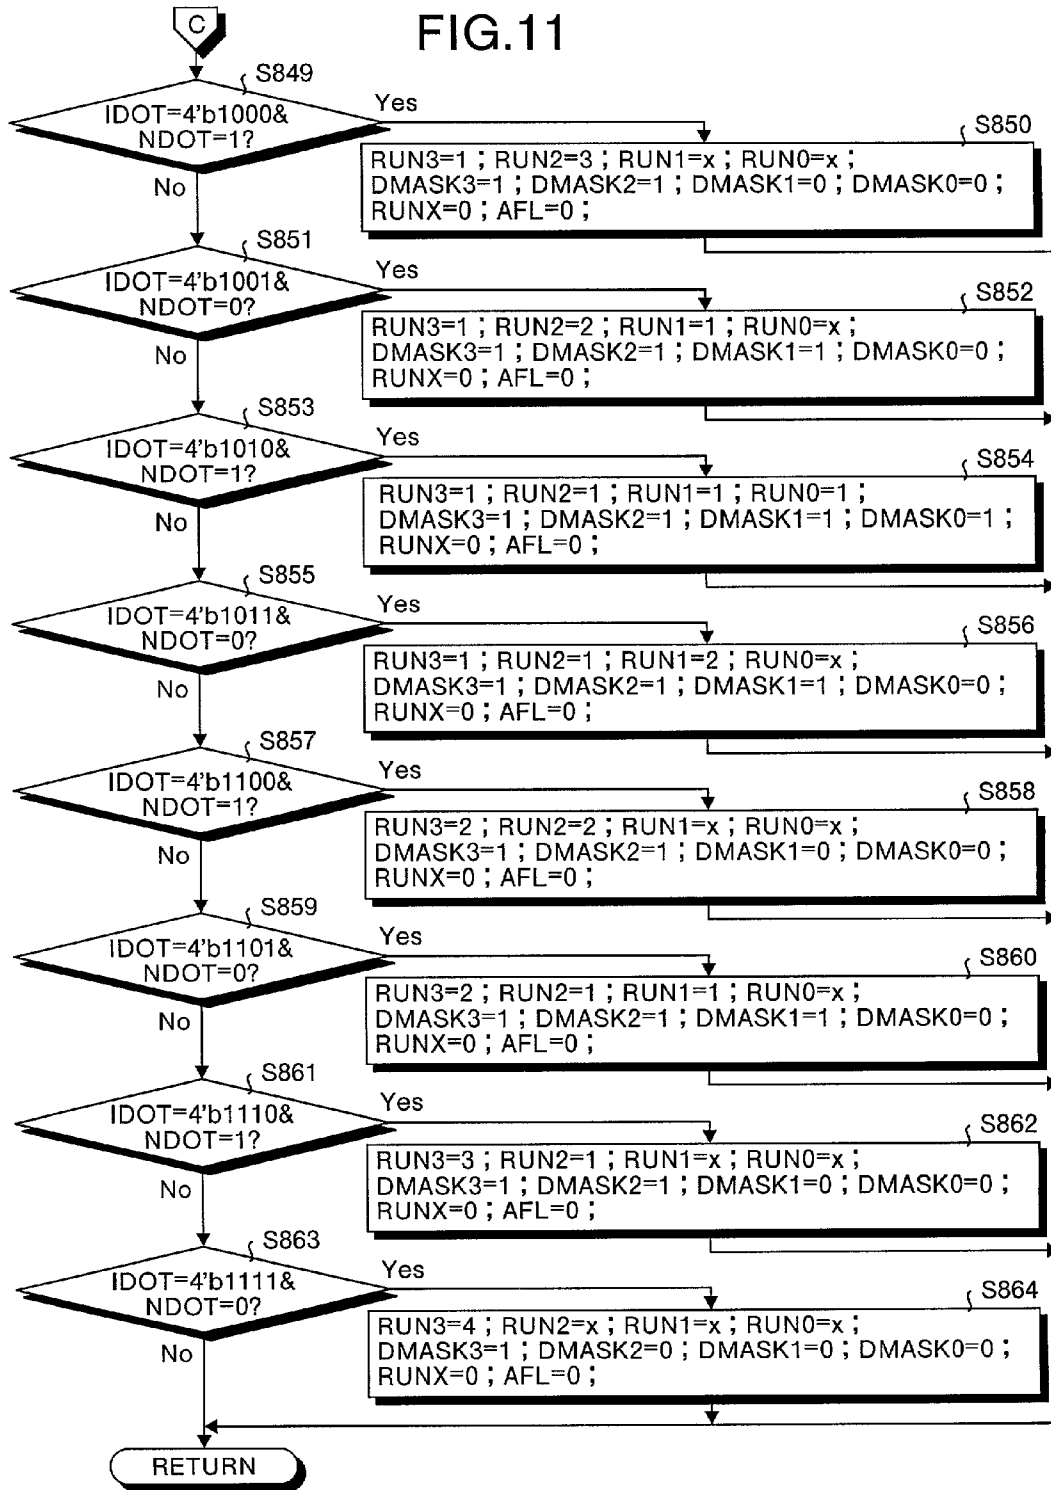 FIG.11
C
S849
IDOT=4'b1000&
NDOT=1?
Yes
No
S850
RUN3=1 ; RUN2=3 ; RUN1=x ; RUN0=x ;
DMASK3=1 ; DMASK2=1 ; DMASK1=0 ; DMASK0=0 ;
RUNX=0 ; AFL=0 ;
S851
IDOT=4'b1001&
NDOT=0?
Yes
No
S852
RUN3=1 ; RUN2=2 ; RUN1=1 ; RUN0=x ;
DMASK3=1 ; DMASK2=1 ; DMASK1=1 ; DMASK0=0 ;
RUNX=0 ; AFL=0 ;
S853
IDOT=4'b1010&
NDOT=1?
Yes
No
S854
RUN3=1 ; RUN2=1 ; RUN1=1 ; RUN0=1 ;
DMASK3=1 ; DMASK2=1 ; DMASK1=1 ; DMASK0=1 ;
RUNX=0 ; AFL=0 ;
S855
IDOT=4'b1011&
NDOT=0?
Yes
No
S856
RUN3=1 ; RUN2=1 ; RUN1=2 ; RUN0=x ;
DMASK3=1 ; DMASK2=1 ; DMASK1=1 ; DMASK0=0 ;
RUNX=0 ; AFL=0 ;
S857
IDOT=4'b1100&
NDOT=1?
Yes
No
S858
RUN3=2 ; RUN2=2 ; RUN1=x ; RUN0=x ;
DMASK3=1 ; DMASK2=1 ; DMASK1=0 ; DMASK0=0 ;
RUNX=0 ; AFL=0 ;
S859
IDOT=4'b1101&
NDOT=0?
Yes
No
S860
RUN3=2 ; RUN2=1 ; RUN1=1 ; RUN0=x ;
DMASK3=1 ; DMASK2=1 ; DMASK1=1 ; DMASK0=0 ;
RUNX=0 ; AFL=0 ;
S861
IDOT=4'b1110&
NDOT=1?
Yes
No
S862
RUN3=3 ; RUN2=1 ; RUN1=x ; RUN0=x ;
DMASK3=1 ; DMASK2=1 ; DMASK1=0 ; DMASK0=0 ;
RUNX=0 ; AFL=0 ;
S863
IDOT=4'b1111&
NDOT=0?
Yes
No
S864
RUN3=4 ; RUN2=x ; RUN1=x ; RUN0=x ;
DMASK3=1 ; DMASK2=0 ; DMASK1=0 ; DMASK0=0 ;
RUNX=0 ; AFL=0 ;
RETURN